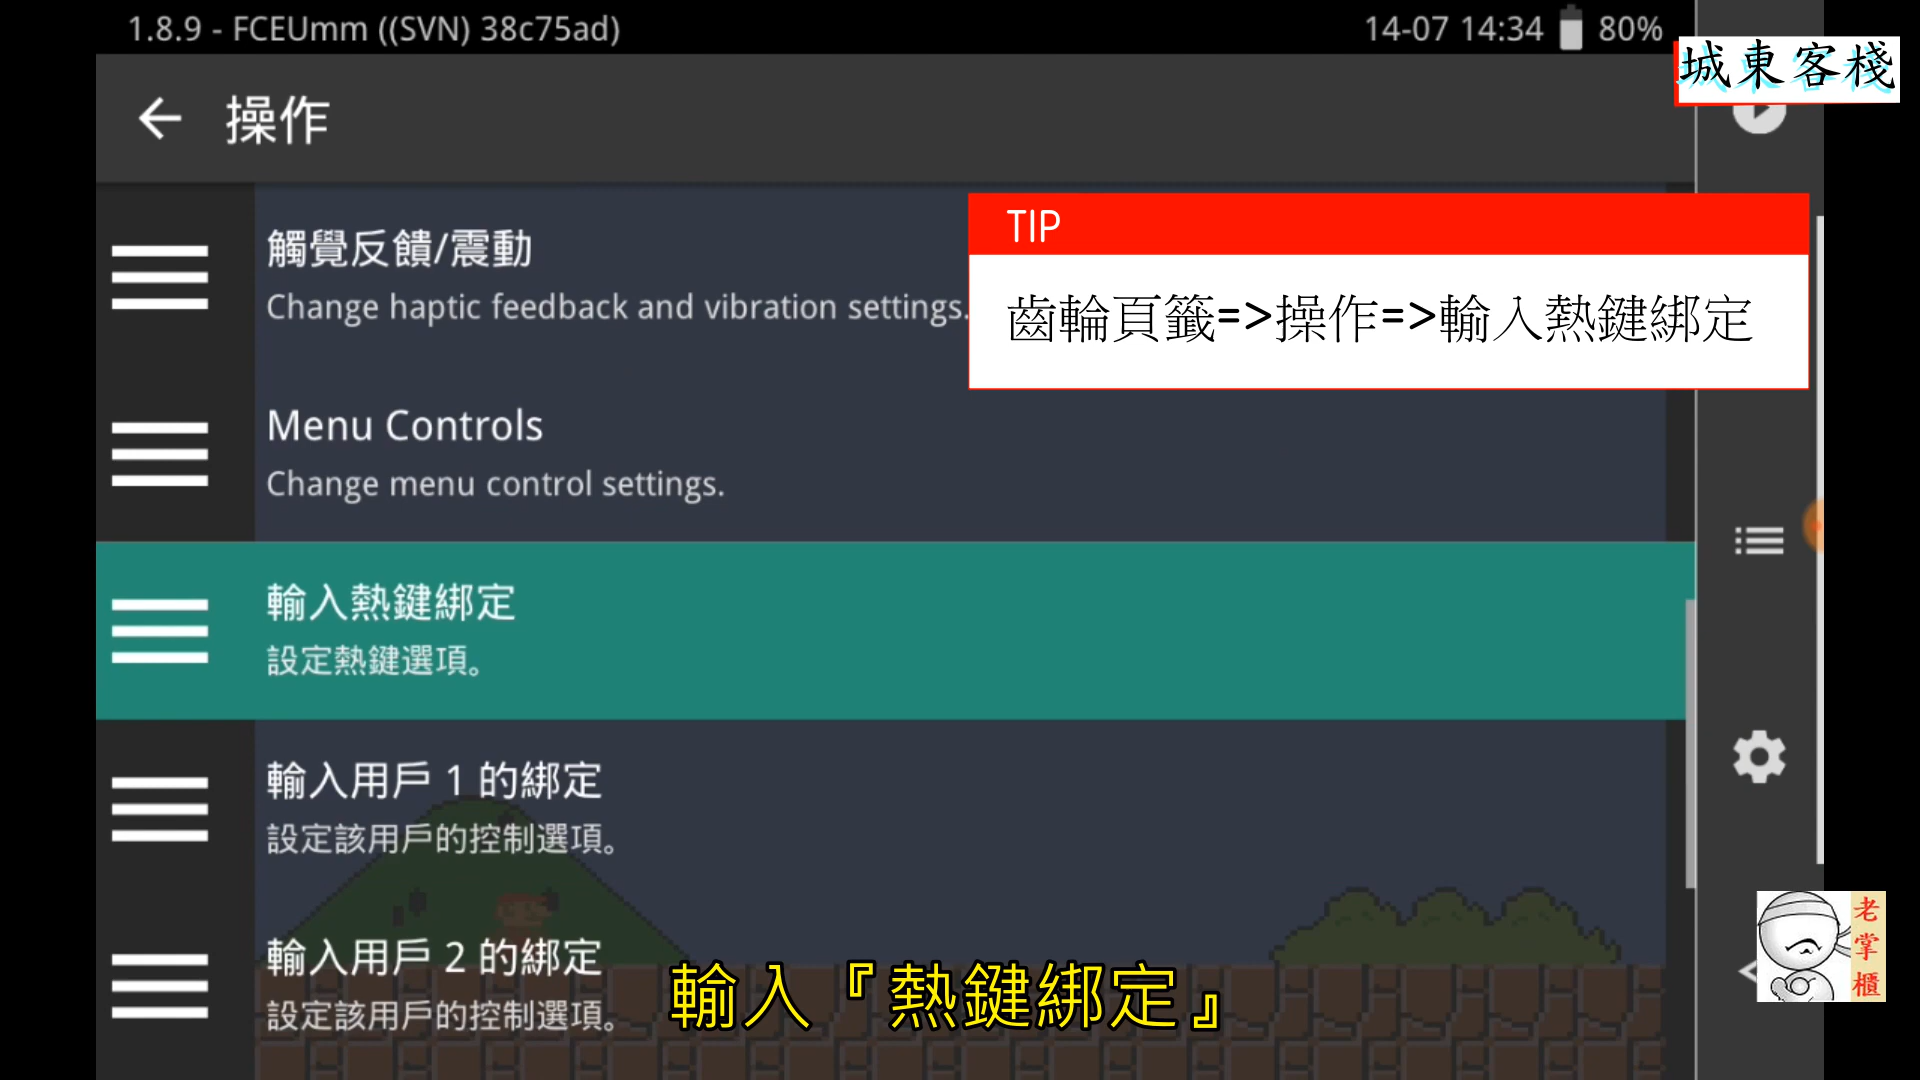 1.8.9 - FCEUmm ((SVN) 38c75ad)
14-07 14:34 80%
城東客棧
操作
TIP
齒輪頁籤=>操作=>輸入熱鍵綁定
觸覺反饋/震動
Change haptic feedback and vibration settings.
Menu Controls
Change menu control settings.
輸入熱鍵綁定
設定熱鍵選項。
輸入用戶 1 的綁定
設定該用戶的控制選項。
輸入用戶 2 的綁定
設定該用戶的控制選項。
輸入『熱鍵綁定』
老掌櫃